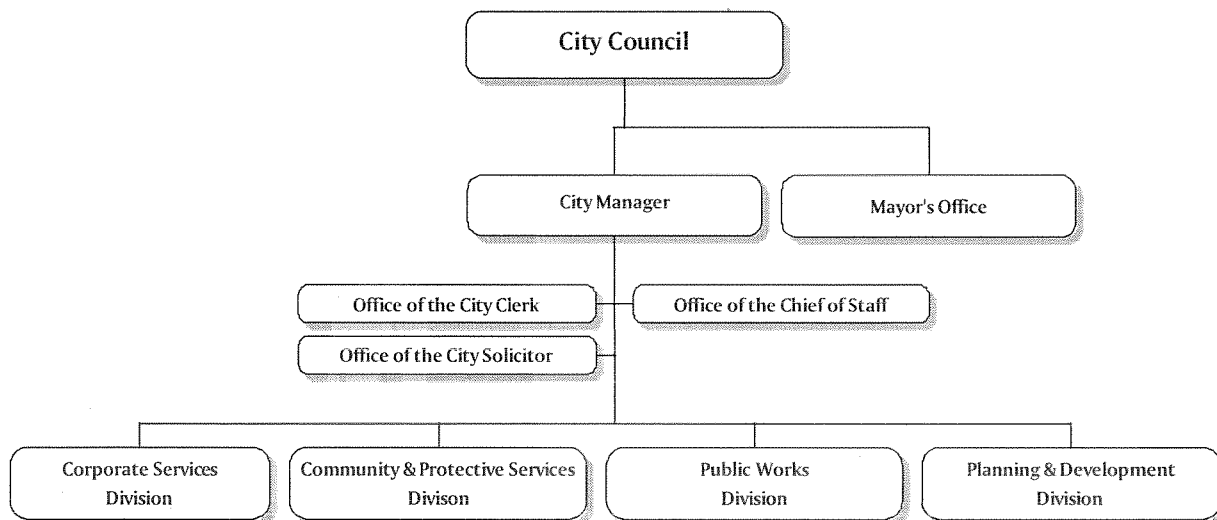 City Council
City Manager
Mayor's Office
Office of the City Clerk
Office of the Chief of Staff
Office of the City Solicitor
Corporate Services
Division
Community & Protective Services
Divison
Public Works
Division
Planning & Development
Division